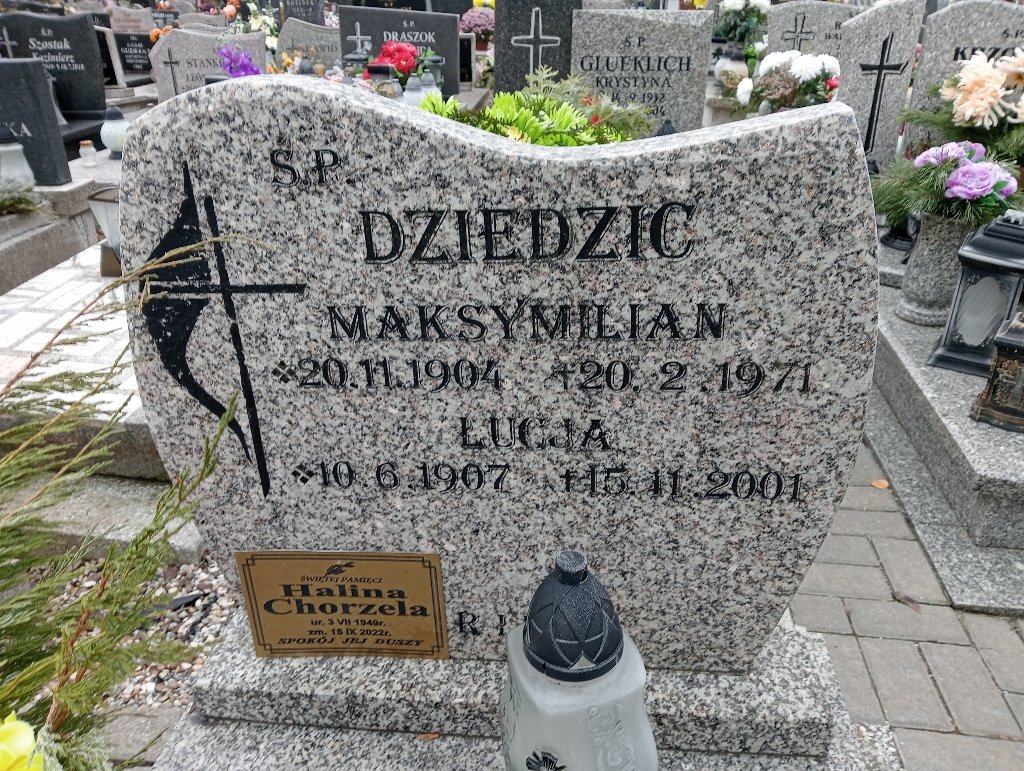 Ś.P.
Szostak
Kazimierz
Ś.P.
DRASZOK
Ś.P.
GLUEKLICH
KRYSTYNA
Ś.P.
DZIEDZIC
MAKSYMILIAN
20.11.1904 20. 2 .1971
ŁUCJA
10 6.1907 15.11.2001
ŚWIĘTEJ PAMIĘCI
Halina
Chorzela
ur. 3 VII 1949r.
zm. 15 IX 2022r.
SPOKÓJ JEJ DUSZY